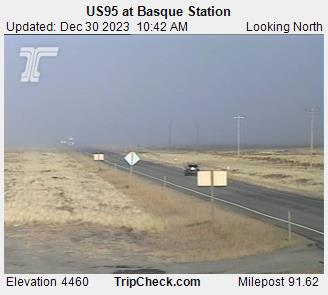 US95 at Basque Station
Updated: Dec 30 2023 10:42 AM Looking North
Elevation 4460 TripCheck.com Milepost 91.62